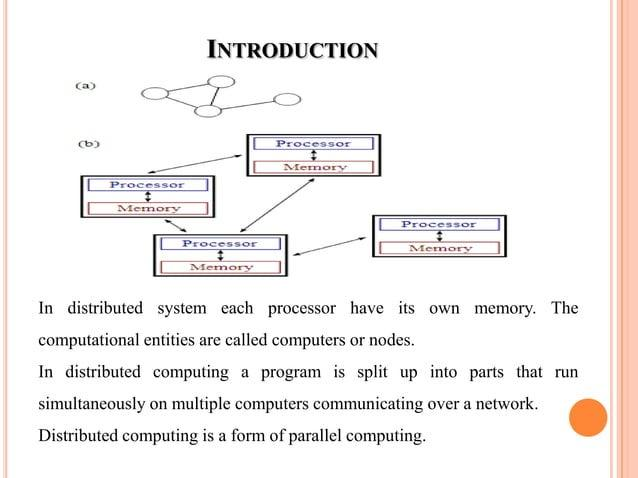 INTRODUCTION
(a)
(b)
Processor
Memory
Processor
Memory
Processor
Memory
Processor
Memory
In distributed system each processor have its own memory. The
computational entities are called computers or nodes.
In distributed computing a program is split up into parts that run
simultaneously on multiple computers communicating over a network.
Distributed computing is a form of parallel computing.